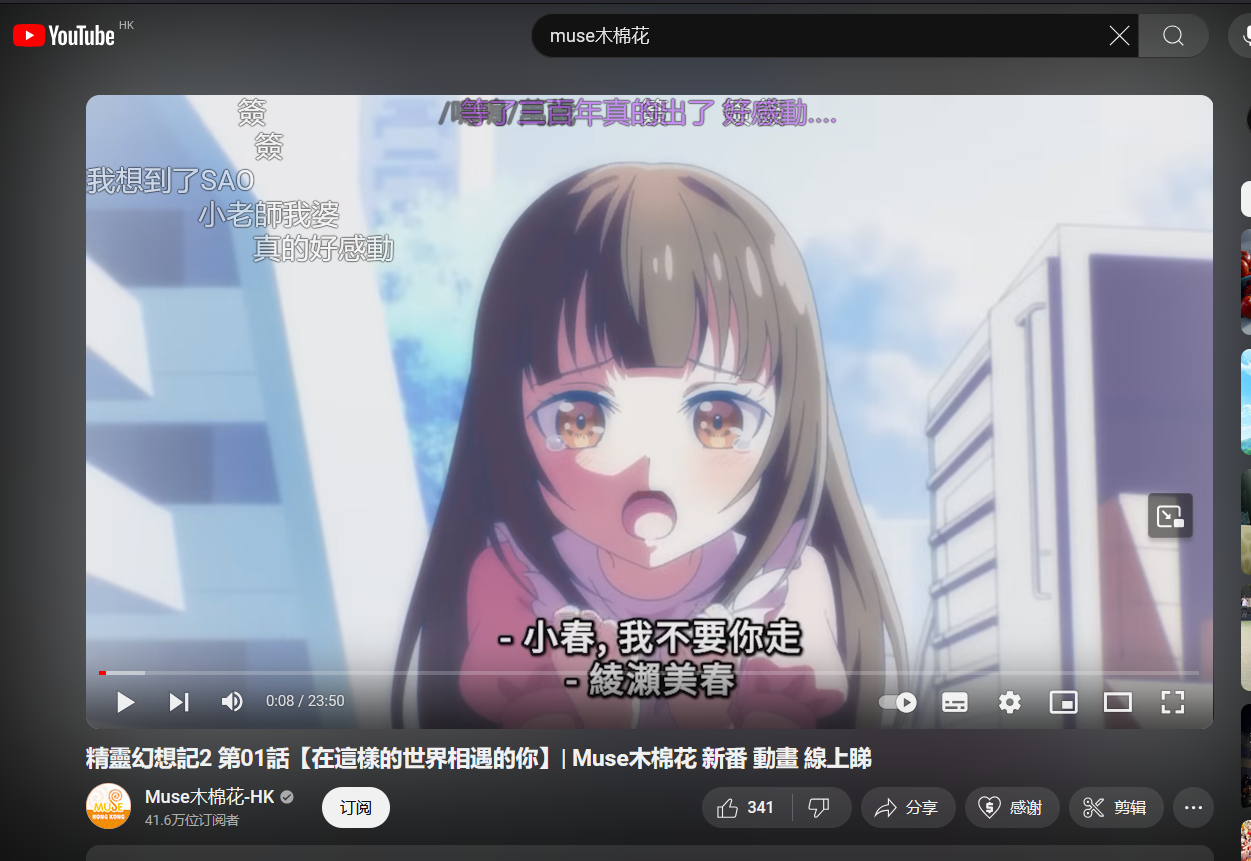 YouTube HK
muse木棉花
簽
等了三百年真的出了 好感動....
簽
我想到了SAO
小老師我婆
真的好感動
- 小春, 我不要你走
- 綾瀨美春
0:08 / 23:50
精靈幻想記2 第01話【在這樣的世界相遇的你】| Muse木棉花 新番 動畫 線上睇
MUSE
HONG KONG
Muse木棉花-HK
订阅
341
分享
感谢
剪辑
41.6万位订阅者